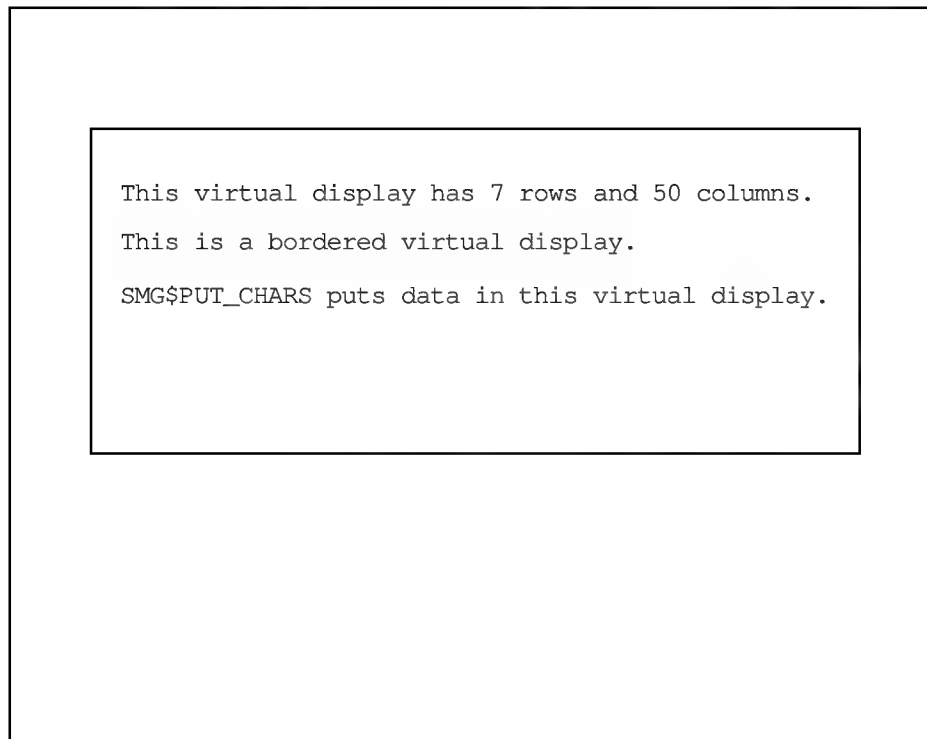 This virtual display has 7 rows and 50 columns.
This is a bordered virtual display.
SMG$PUT_CHARS puts data in this virtual display.